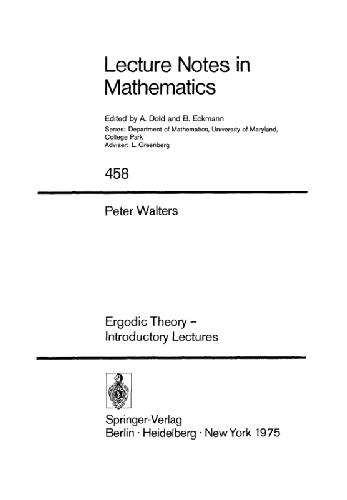 Lecture Notes in
Mathematics
Edited by A. Dold and B. Eckmann
Series: Department of Mathematics, University of Maryland,
College Park
Adviser: L. Greenberg
458
Peter Walters
Ergodic Theory –
Introductory Lectures
Springer-Verlag
Berlin · Heidelberg · New York 1975